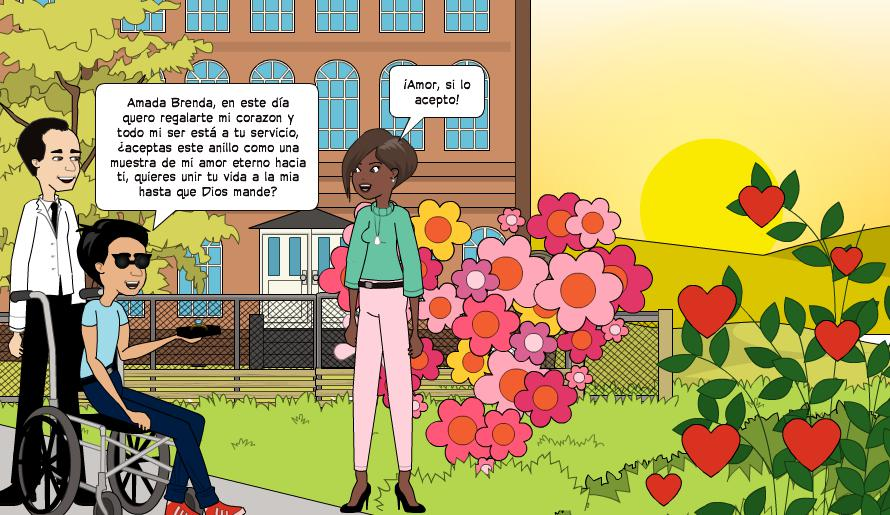 Amada Brenda, en este día
quero regalarte mi corazon y
todo mi ser está a tu servicio,
¿aceptas este anillo como una
muestra de mi amor eterno hacia
ti, quieres unir tu vida a la mia
hasta que Dios mande?
¡Amor, si lo
acepto!